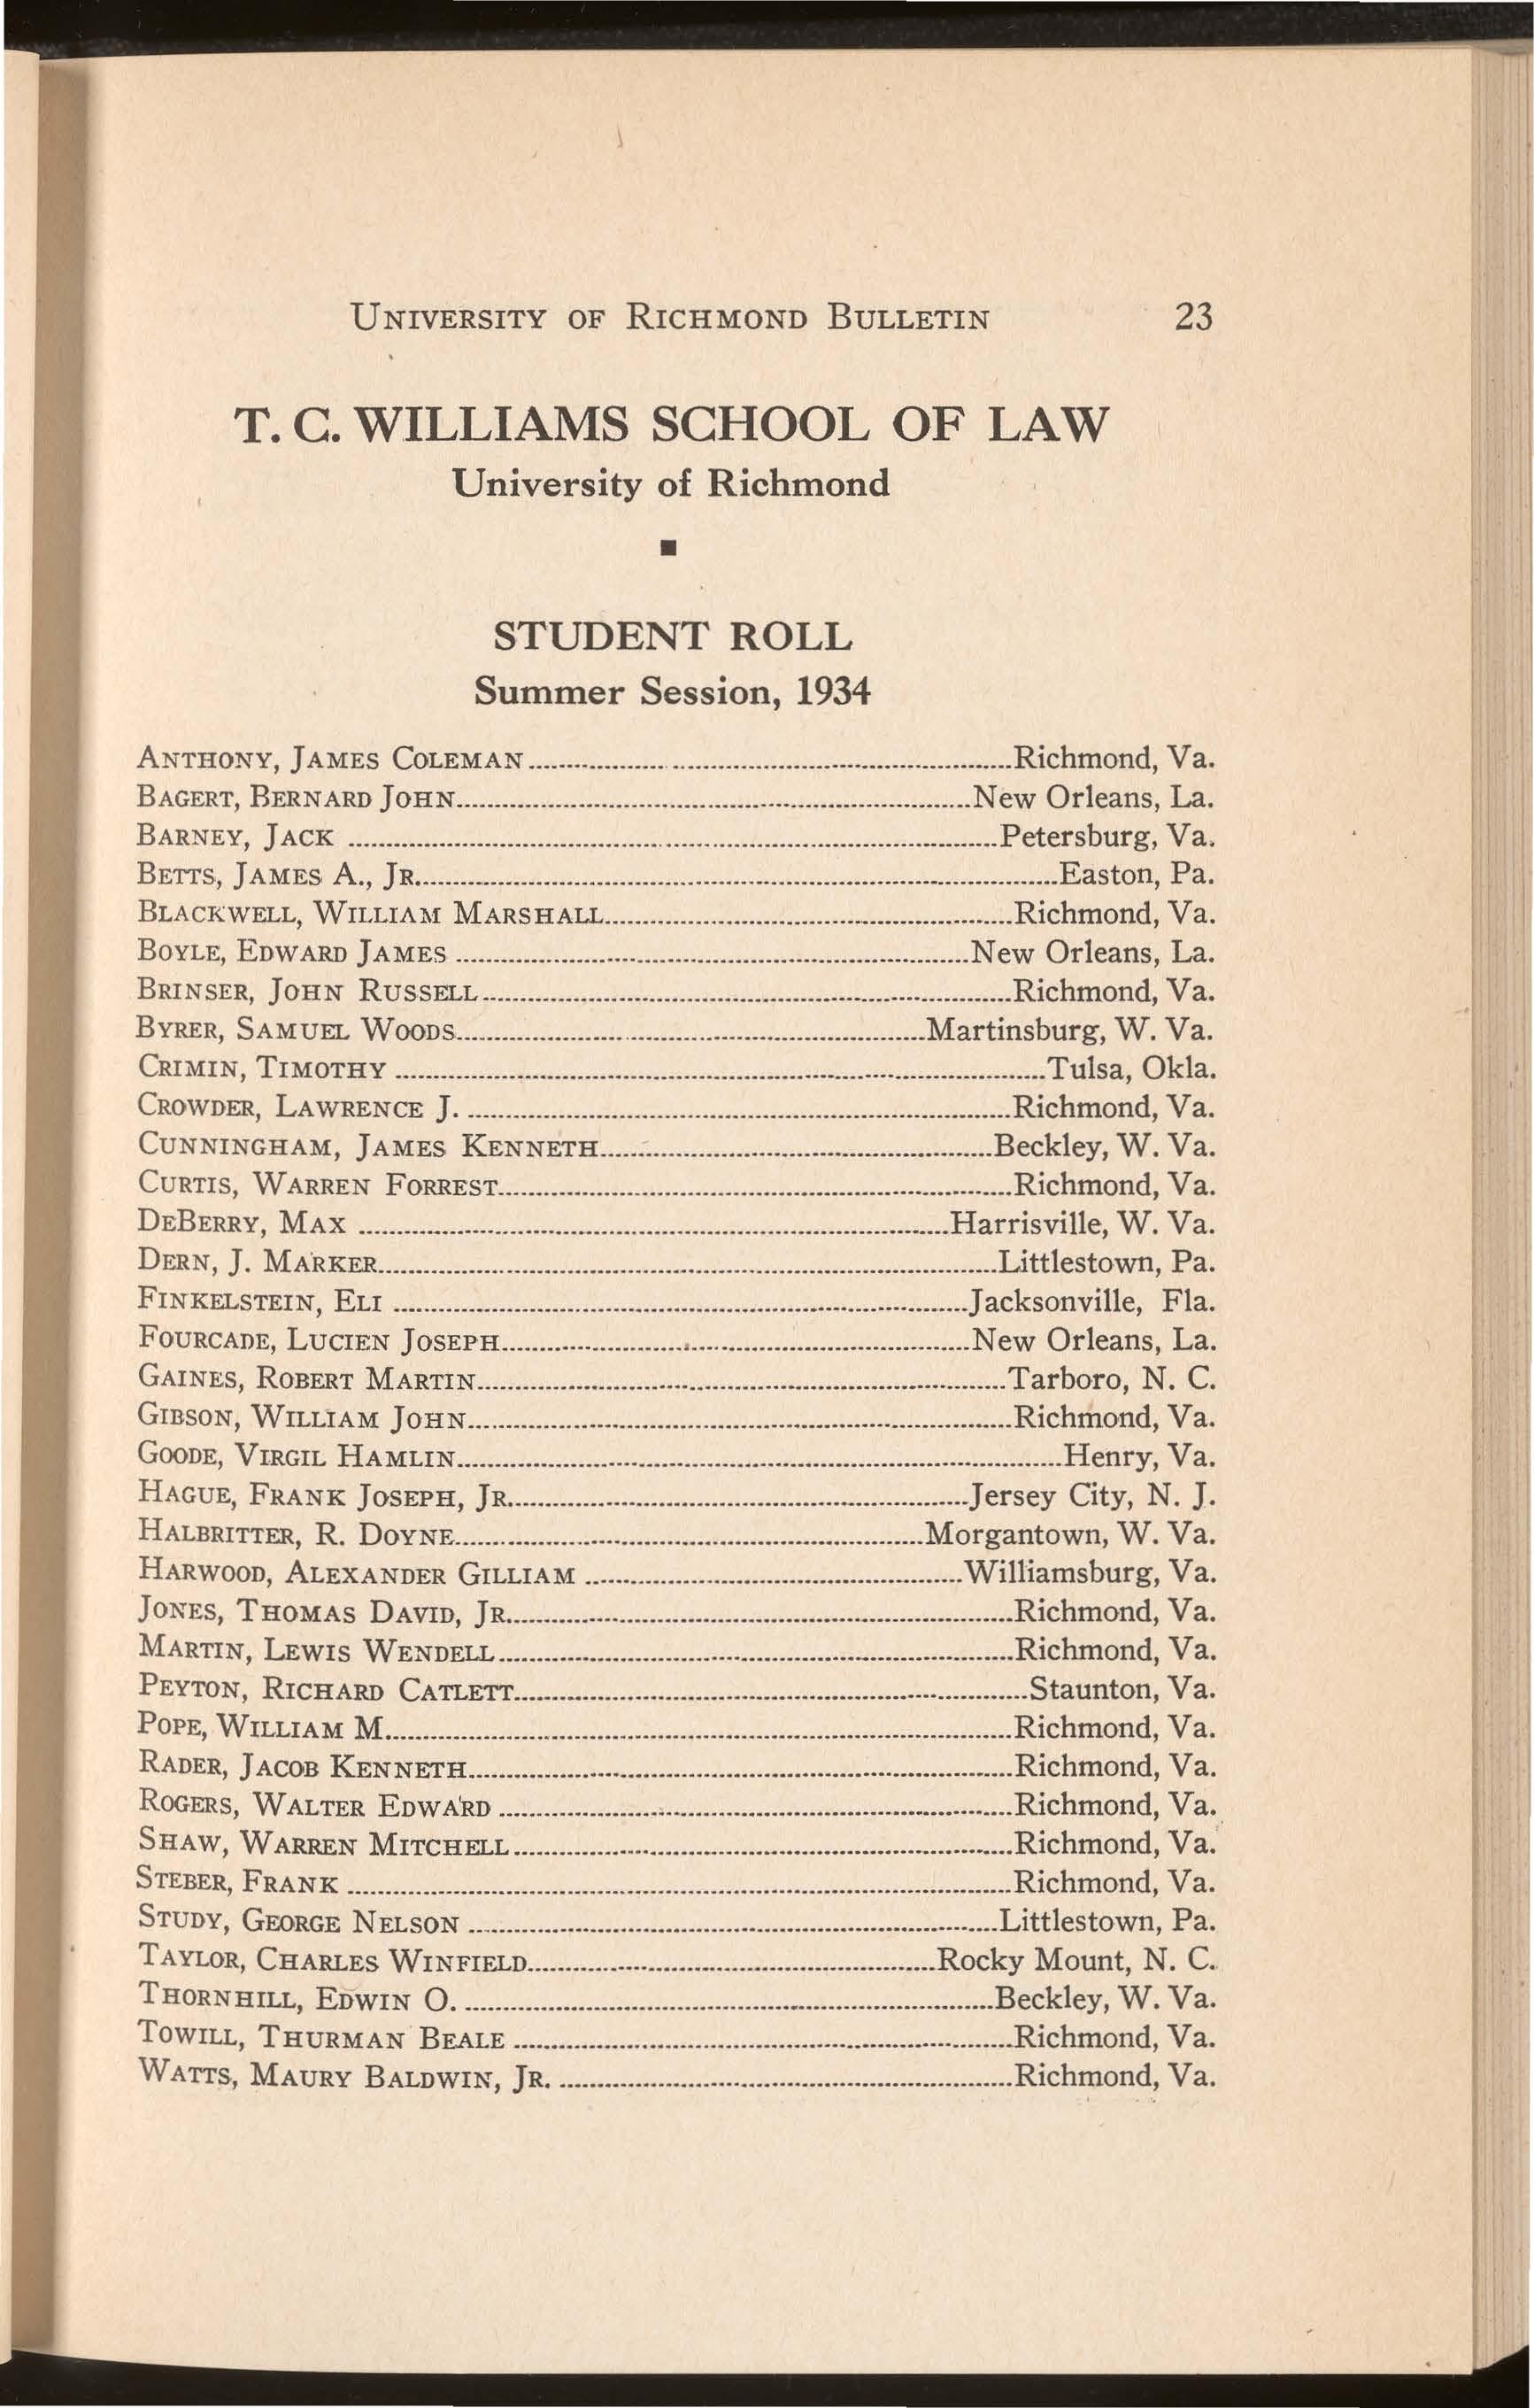 UNIVERSITY OF RICHMOND BULLETIN 23
T. C. WILLIAMS SCHOOL OF LAW
University of Richmond
STUDENT ROLL
Summer Session, 1934
ANTHONY, JAMES COLEMAN Richmond, Va.
BAGERT, BERNARD JOHN New Orleans, La.
BARNEY, JACK Petersburg, Va.
BETTS, JAMES A., JR. Easton, Pa.
BLACKWELL, WILLIAM MARSHALL Richmond, Va.
BOYLE, EDWARD JAMES New Orleans, La.
BRINSER, JOHN RUSSELL Richmond, Va.
BYRER, SAMUEL WOODS Martinsburg, W. Va.
CRIMIN, TIMOTHY Tulsa, Okla.
CROWDER, LAWRENCE J. Richmond, Va.
CUNNINGHAM, JAMES KENNETH Beckley, W. Va.
CURTIS, WARREN FORREST Richmond, Va.
DEBERRY, MAX Harrisville, W. Va.
DERN, J. MARKER Littlestown, Pa.
FINKELSTEIN, ELI Jacksonville, Fla.
FOURCADE, LUCIEN JOSEPH New Orleans, La.
GAINES, ROBERT MARTIN Tarboro, N. C.
GIBSON, WILLIAM JOHN Richmond, Va.
GOODE, VIRGIL HAMLIN Henry, Va.
HAGUE, FRANK JOSEPH, JR. Jersey City, N. J.
HALBRITTER, R. DOYNE Morgantown, W. Va.
HARWOOD, ALEXANDER GILLIAM Williamsburg, Va.
JONES, THOMAS DAVID, JR. Richmond, Va.
MARTIN, LEWIS WENDELL Richmond, Va.
PEYTON, RICHARD CATLETT Staunton, Va.
POPE, WILLIAM M. Richmond, Va.
RADER, JACOB KENNETH Richmond, Va.
ROGERS, WALTER EDWARD Richmond, Va.
SHAW, WARREN MITCHELL Richmond, Va.
STEBER, FRANK Richmond, Va.
STUDY, GEORGE NELSON Littlestown, Pa.
TAYLOR, CHARLES WINFIELD Rocky Mount, N. C.
THORNHILL, EDWIN O. Beckley, W. Va.
TOWILL, THURMAN BEALE Richmond, Va.
WATTS, MAURY BALDWIN, JR. Richmond, Va.